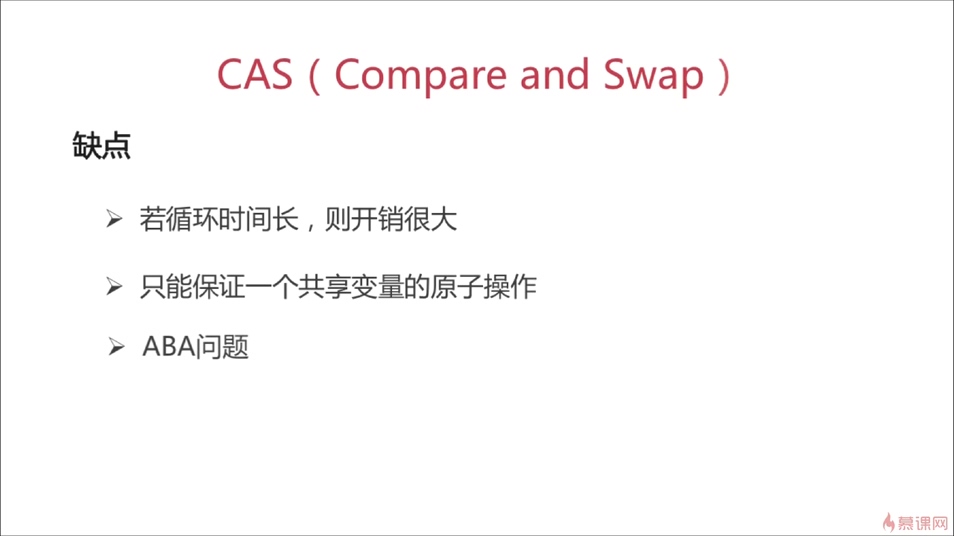 CAS（Compare and Swap）
缺点
➢ 若循环时间长，则开销很大
➢ 只能保证一个共享变量的原子操作
➢ ABA问题
慕课网